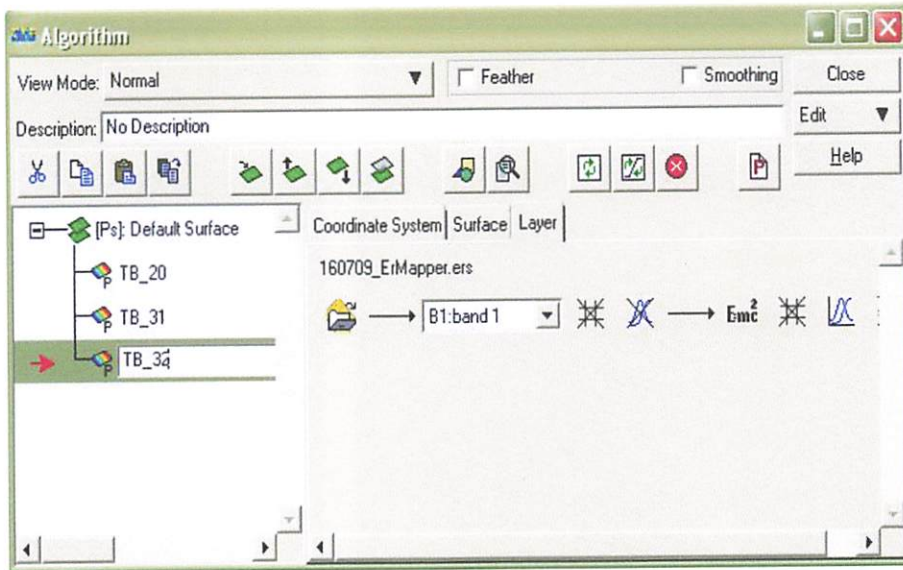 Algorithm
View Mode: Normal
Feather
Smoothing
Close
Description: No Description
Edit
Help
[Ps]: Default Surface
TB_20
TB_31
Coordinate System Surface Layer
160709_ErMapper.ers
B1:band 1
Emc²